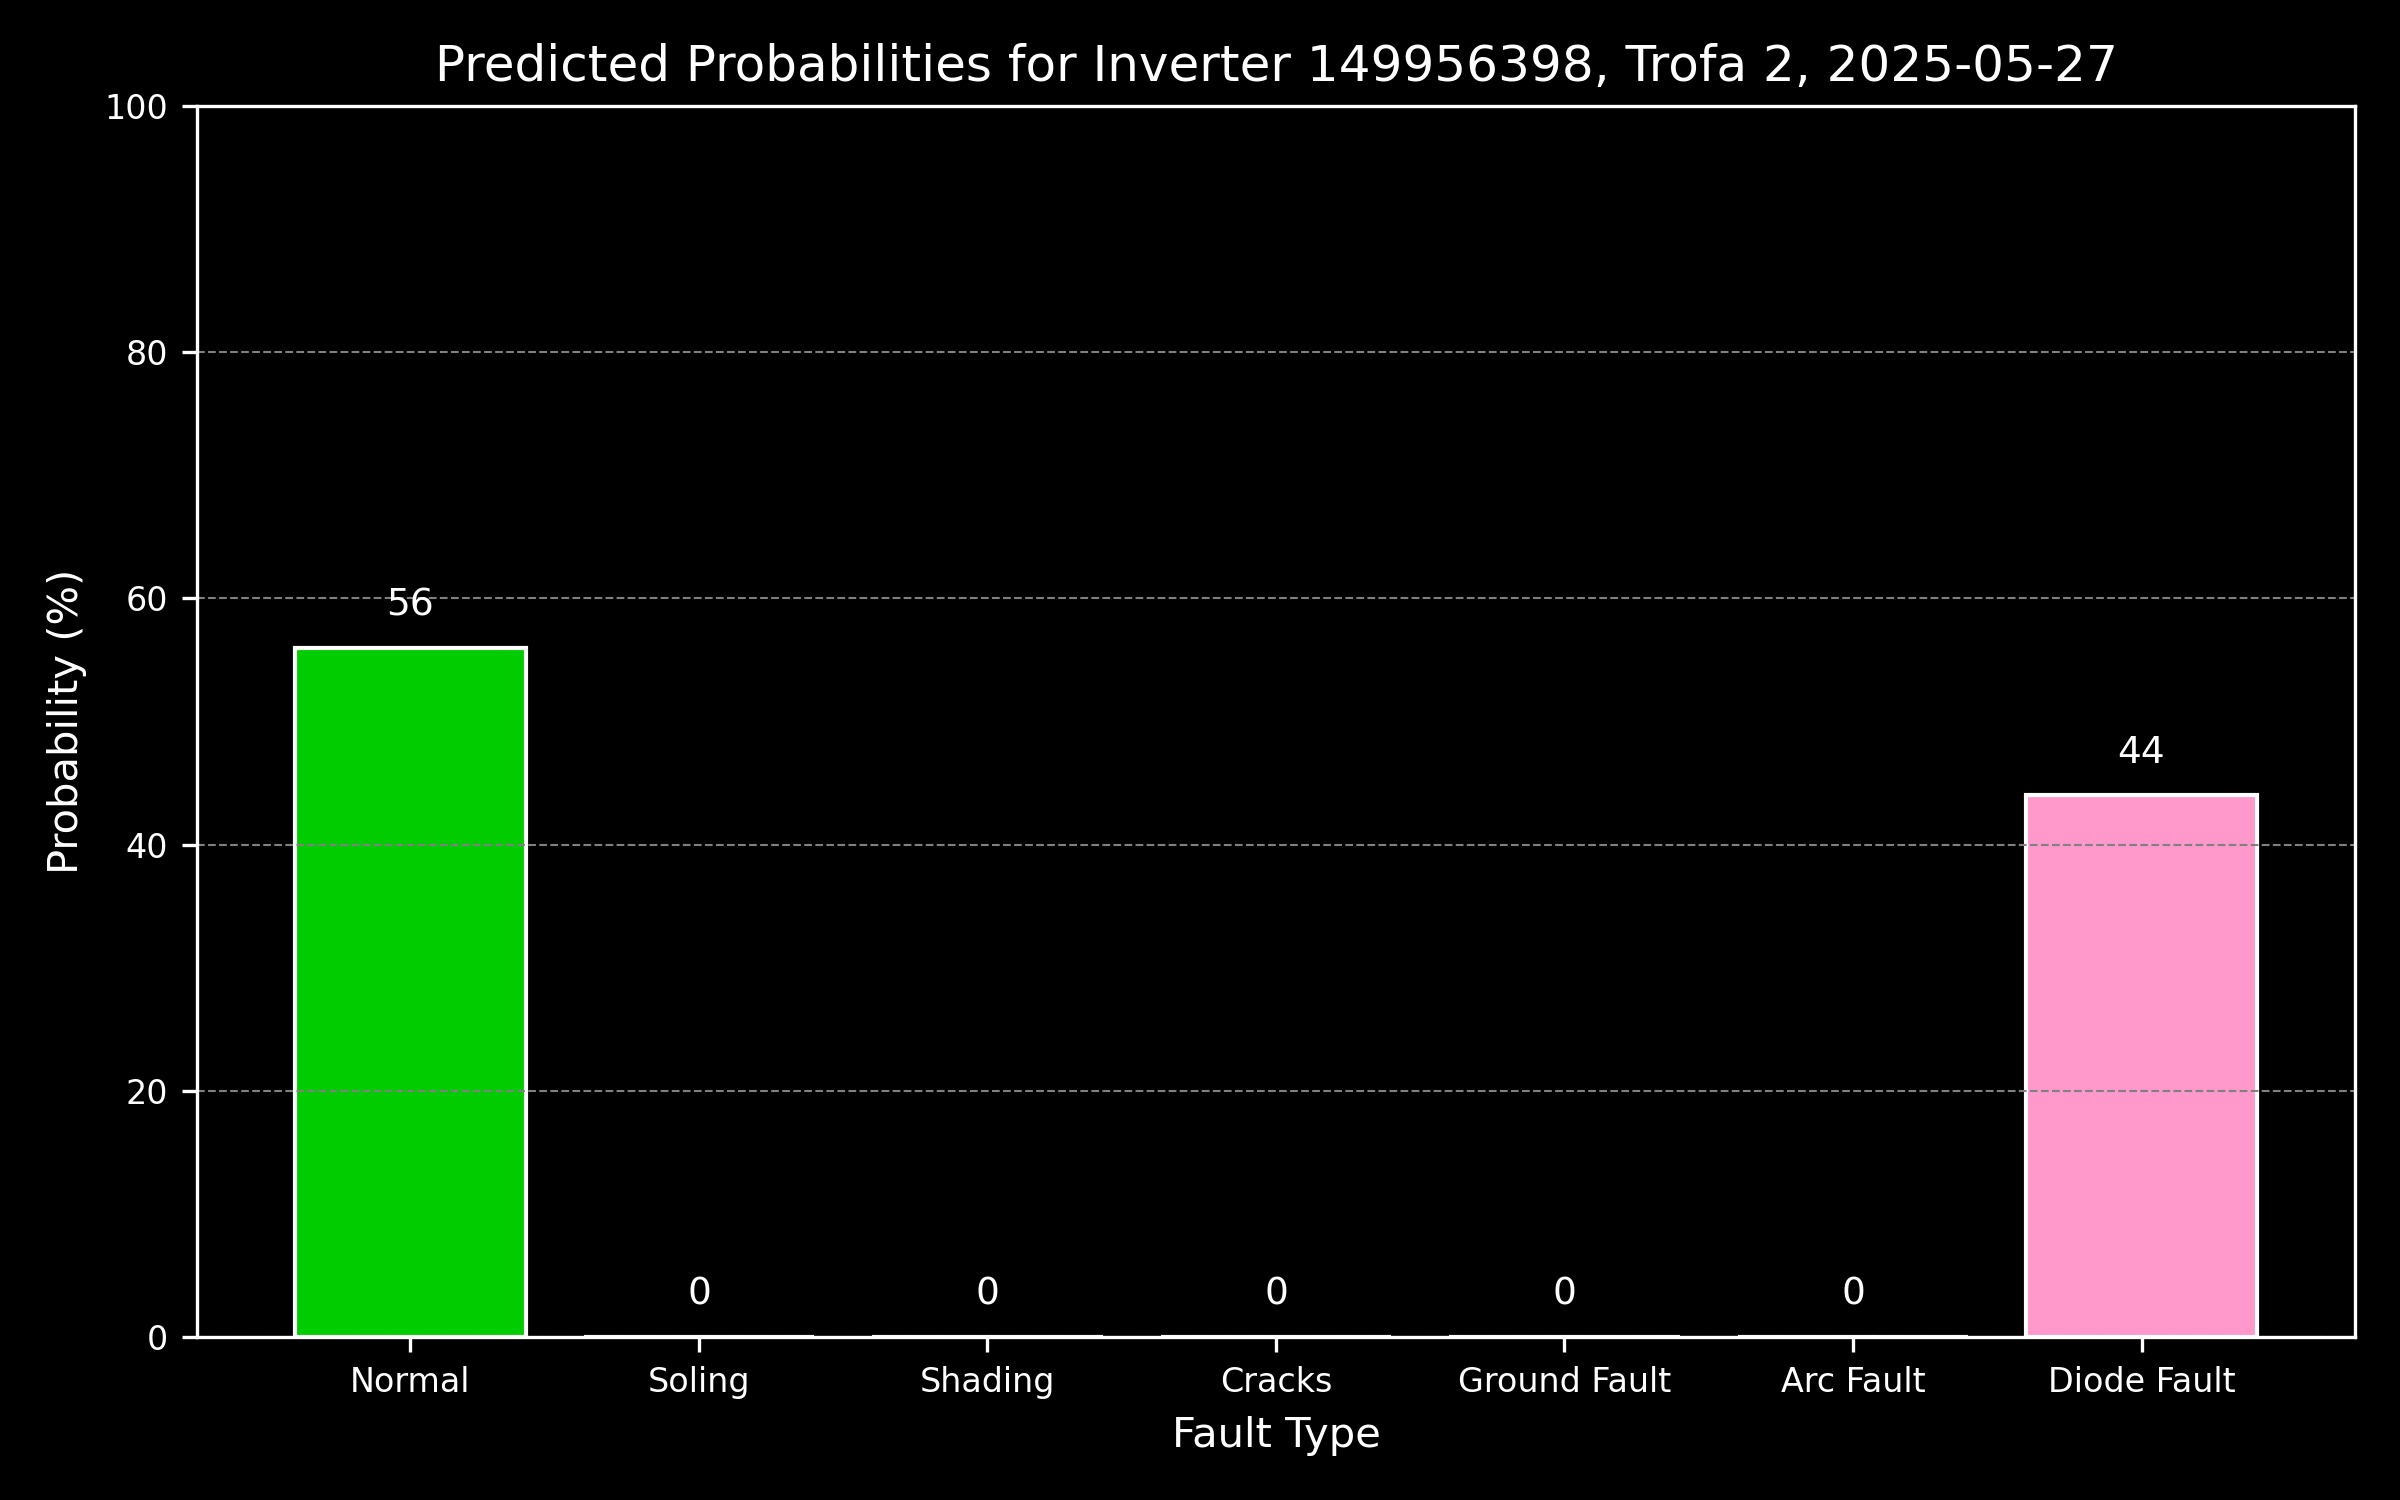 Predicted Probabilities for Inverter 149956398, Trofa 2, 2025-05-27
100
80
60
40
20
0
Probability (%)
56
0
0
0
0
0
44
Normal
Soling
Shading
Cracks
Ground Fault
Arc Fault
Diode Fault
Fault Type